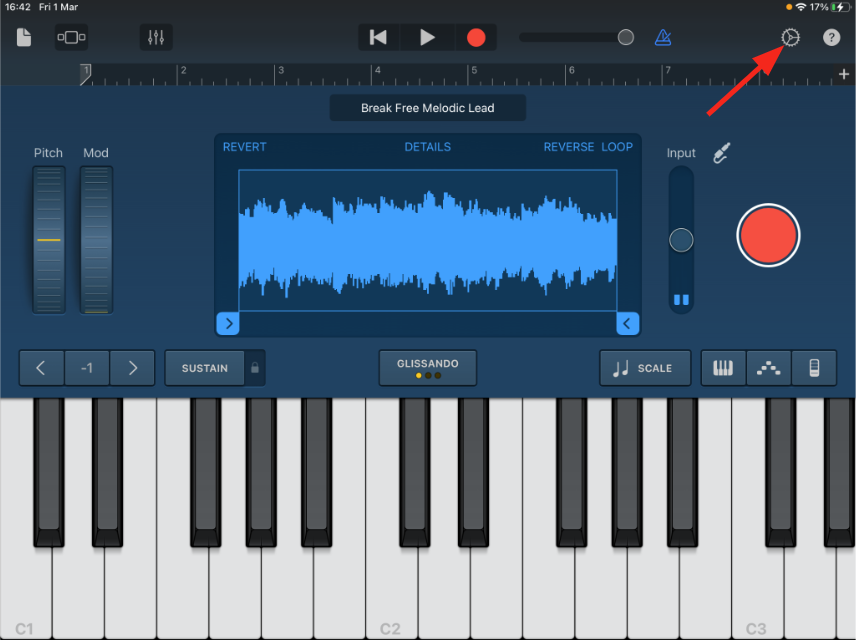 16:42 Fri 1 Mar
17%
?
1 2 3 4 5 6 7 +
Break Free Melodic Lead
Pitch Mod
REVERT DETAILS REVERSE LOOP
Input
-1
SUSTAIN
GLISSANDO
SCALE
C1 C2 C3